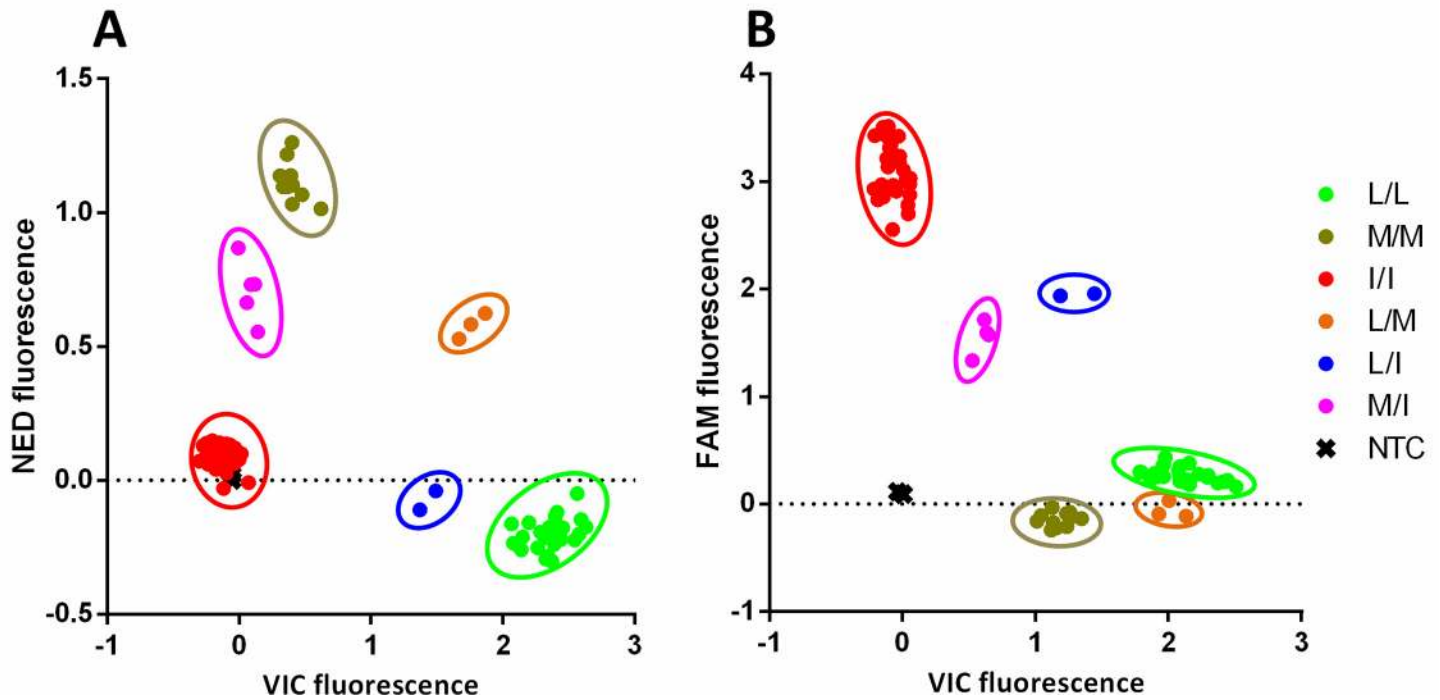 A
NED fluorescence
1.5
1.0
0.5
0.0
-0.5
-1 0 1 2 3
VIC fluorescence
B
FAM fluorescence
4
3
2
1
0
-1
-1 0 1 2 3
VIC fluorescence
L/L
M/M
I/I
L/M
L/I
M/I
NTC